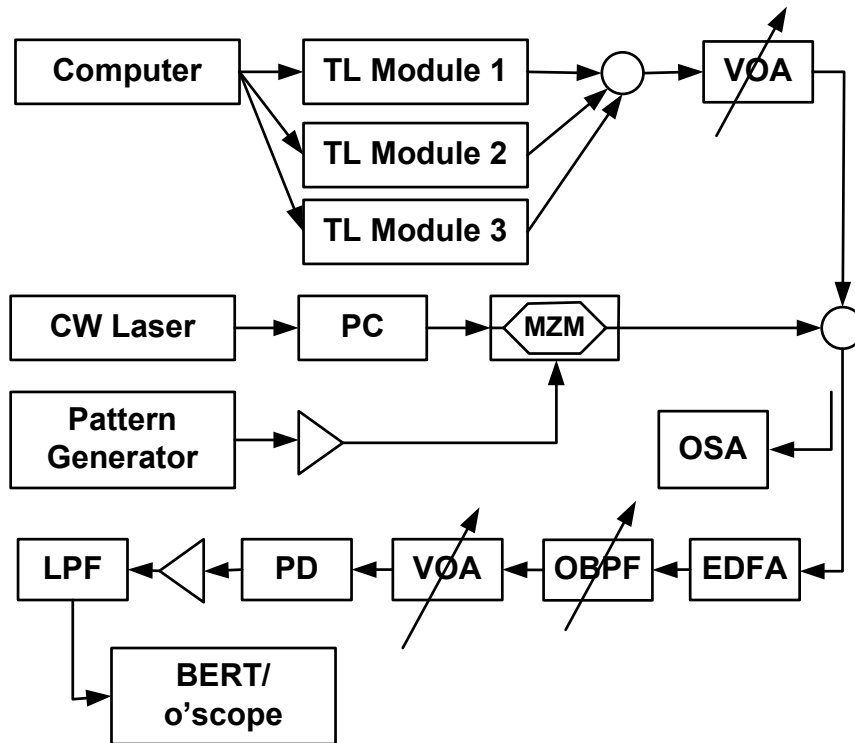 Computer
TL Module 1
VOA
TL Module 2
TL Module 3
CW Laser
PC
MZM
Pattern
Generator
OSA
LPF
PD
VOA
OBPF
EDFA
BERT/
o'scope